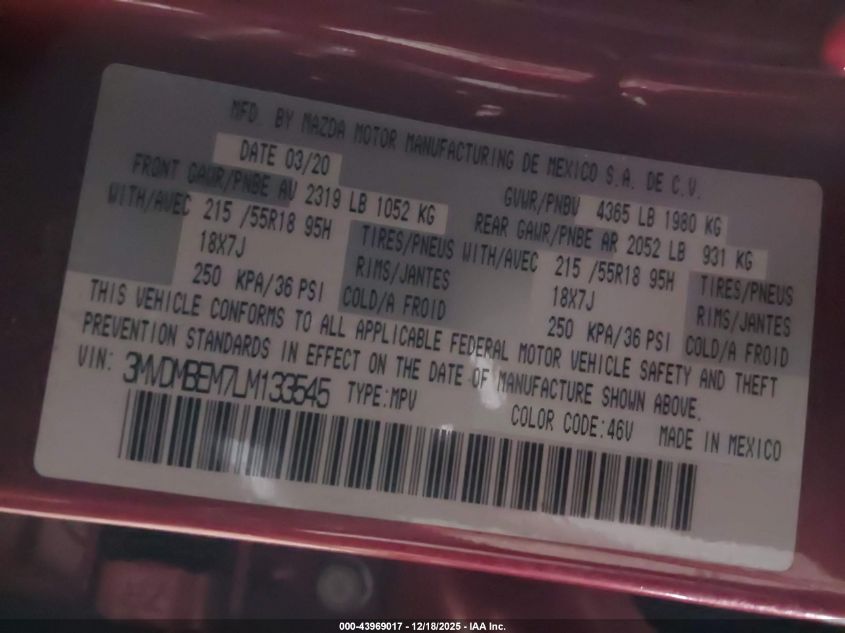 MFD. BY MAZDA MOTOR MANUFACTURING DE MEXICO S.A. DE C.V.
DATE 03/20 GVWR/PNBV 4365 LB 1980 KG
FRONT GAWR/PNBE AV 2319 LB 1052 KG REAR GAWR/PNBE AR 2052 LB 931 KG
WITH/AVEC 215 /55R18 95H TIRES/PNEUS WITH/AVEC 215 /55R18 95H TIRES/PNEUS
18X7J RIMS/JANTES 18X7J RIMS/JANTES
250 KPA/36 PSI COLD/A FROID 250 KPA/36 PSI COLD/A FROID
THIS VEHICLE CONFORMS TO ALL APPLICABLE FEDERAL MOTOR VEHICLE SAFETY AND THEFT
PREVENTION STANDARDS IN EFFECT ON THE DATE OF MANUFACTURE SHOWN ABOVE.
VIN: 3MVDMBEM7LM133545 TYPE:MPV
COLOR CODE:46V MADE IN MEXICO
000-43969017 - 12/18/2025 - IAA Inc.